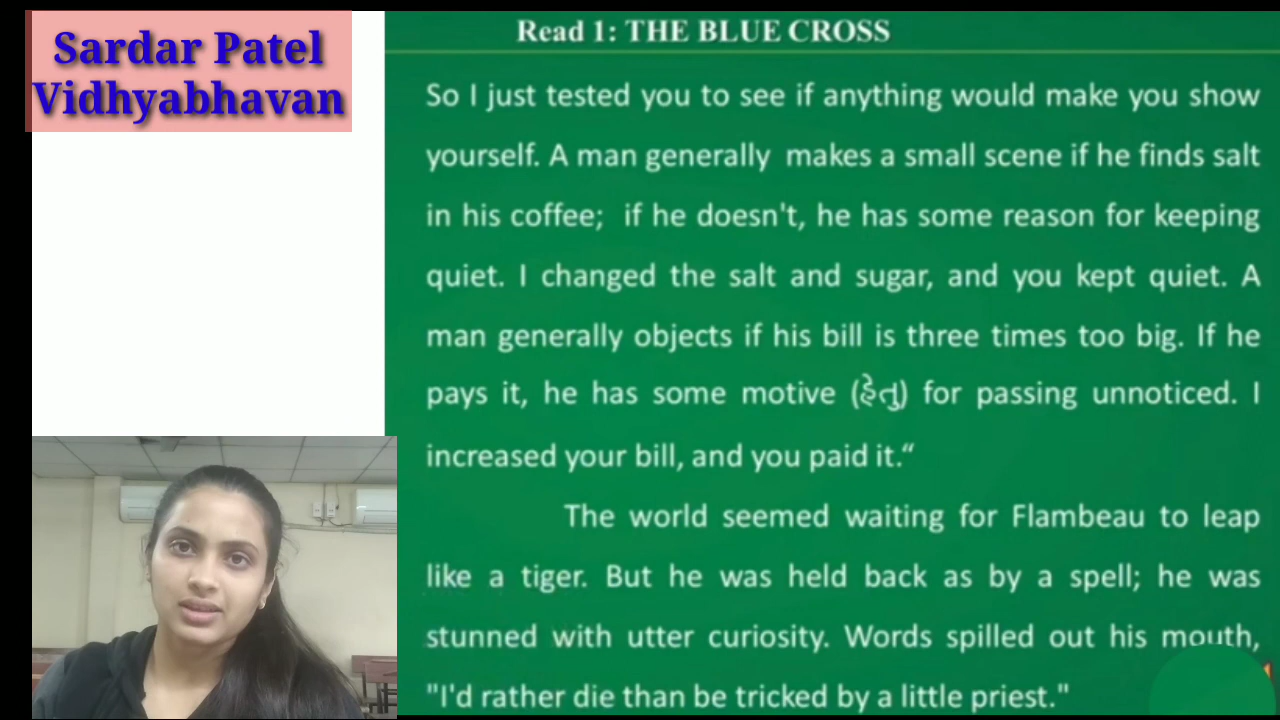 Sardar Patel
Vidhyabhavan
Read 1: THE BLUE CROSS
So I just tested you to see if anything would make you show
yourself. A man generally makes a small scene if he finds salt
in his coffee; if he doesn't, he has some reason for keeping
quiet. I changed the salt and sugar, and you kept quiet. A
man generally objects if his bill is three times too big. If he
pays it, he has some motive (હેતુ) for passing unnoticed. I
increased your bill, and you paid it.“
The world seemed waiting for Flambeau to leap
like a tiger. But he was held back as by a spell; he was
stunned with utter curiosity. Words spilled out his mouth,
"I'd rather die than be tricked by a little priest."